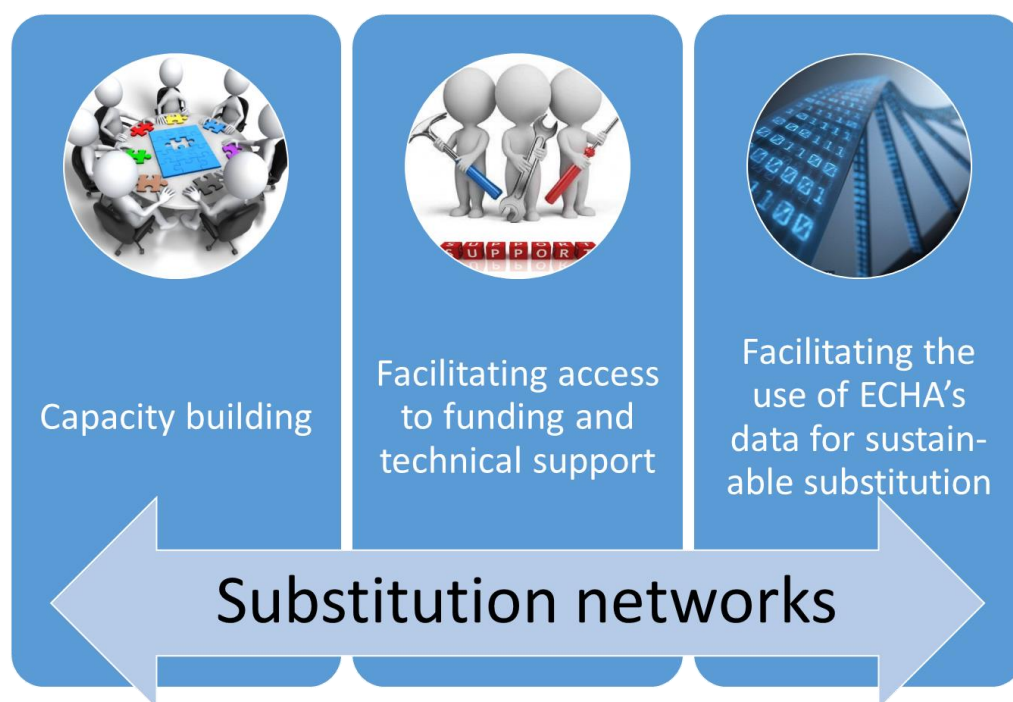 SUPPORT
Capacity building
Facilitating access
to funding and
technical support
Facilitating the
use of ECHA’s
data for sustain-
able substitution
Substitution networks